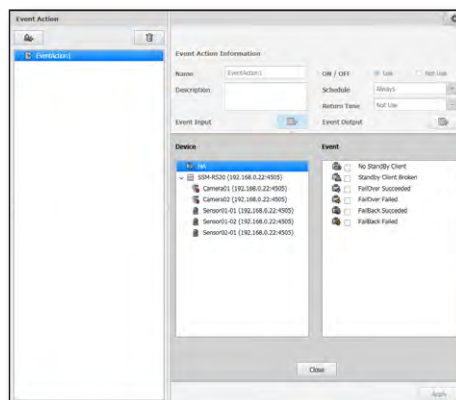 Event Action
EventAction1
Event Action Information
Name
EventAction1
ON / OFF
Use
Not Use
Description
Schedule
Always
Return Time
Not Use
Event Input
Event Output
Device
Event
HA
SSM-RS20 (192.168.0.22:4505)
Camera01 (192.168.0.22:4505)
Camera02 (192.168.0.22:4505)
Sensor01-01 (192.168.0.22:4505)
Sensor01-02 (192.168.0.22:4505)
Sensor02-01 (192.168.0.22:4505)
No StandBy Client
Standby Client Broken
FailOver Succeeded
FailOver Failed
FailBack Succeeded
FailBack Failed
Close
Apply